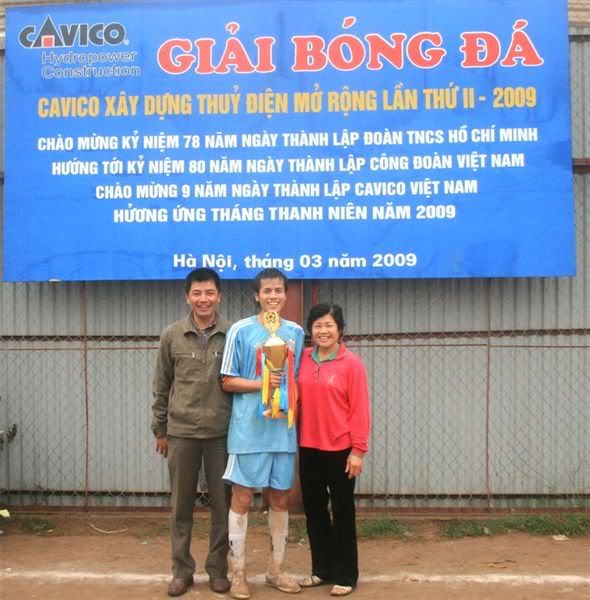 CAVICO
Hydropower
Construction
GIẢI BÓNG ĐÁ
CAVICO XÂY DỰNG THUỶ ĐIỆN MỞ RỘNG LẦN THỨ II - 2009
CHÀO MỪNG KỶ NIỆM 78 NĂM NGÀY THÀNH LẬP ĐOÀN TNCS HỒ CHÍ MINH
HƯỚNG TỚI KỶ NIỆM 80 NĂM NGÀY THÀNH LẬP CÔNG ĐOÀN VIỆT NAM
CHÀO MỪNG 9 NĂM NGÀY THÀNH LẬP CAVICO VIỆT NAM
HƯỞNG ỨNG THÁNG THANH NIÊN NĂM 2009
Hà Nội, tháng 03 năm 2009